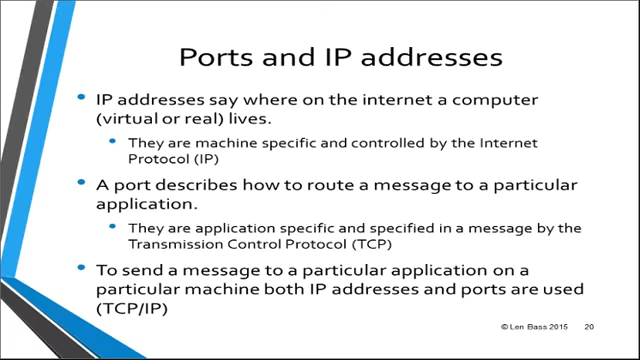 Ports and IP addresses
• IP addresses say where on the internet a computer
(virtual or real) lives.
• They are machine specific and controlled by the Internet
Protocol (IP)
• A port describes how to route a message to a particular
application.
• They are application specific and specified in a message by the
Transmission Control Protocol (TCP)
• To send a message to a particular application on a
particular machine both IP addresses and ports are used
(TCP/IP)
© Len Bass 2015 20